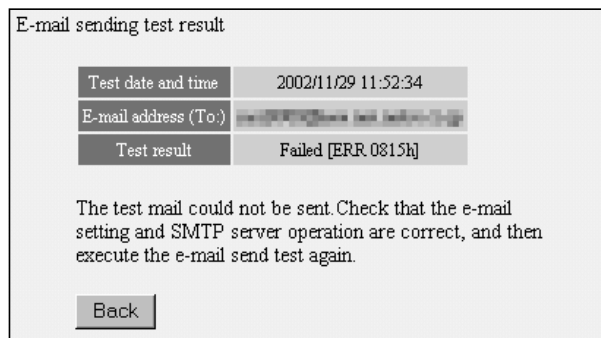 E-mail sending test result
Test date and time 2002/11/29 11:52:34
E-mail address (To:)
Test result Failed [ERR 0815h]
The test mail could not be sent.Check that the e-mail
setting and SMTP server operation are correct, and then
execute the e-mail send test again.
Back